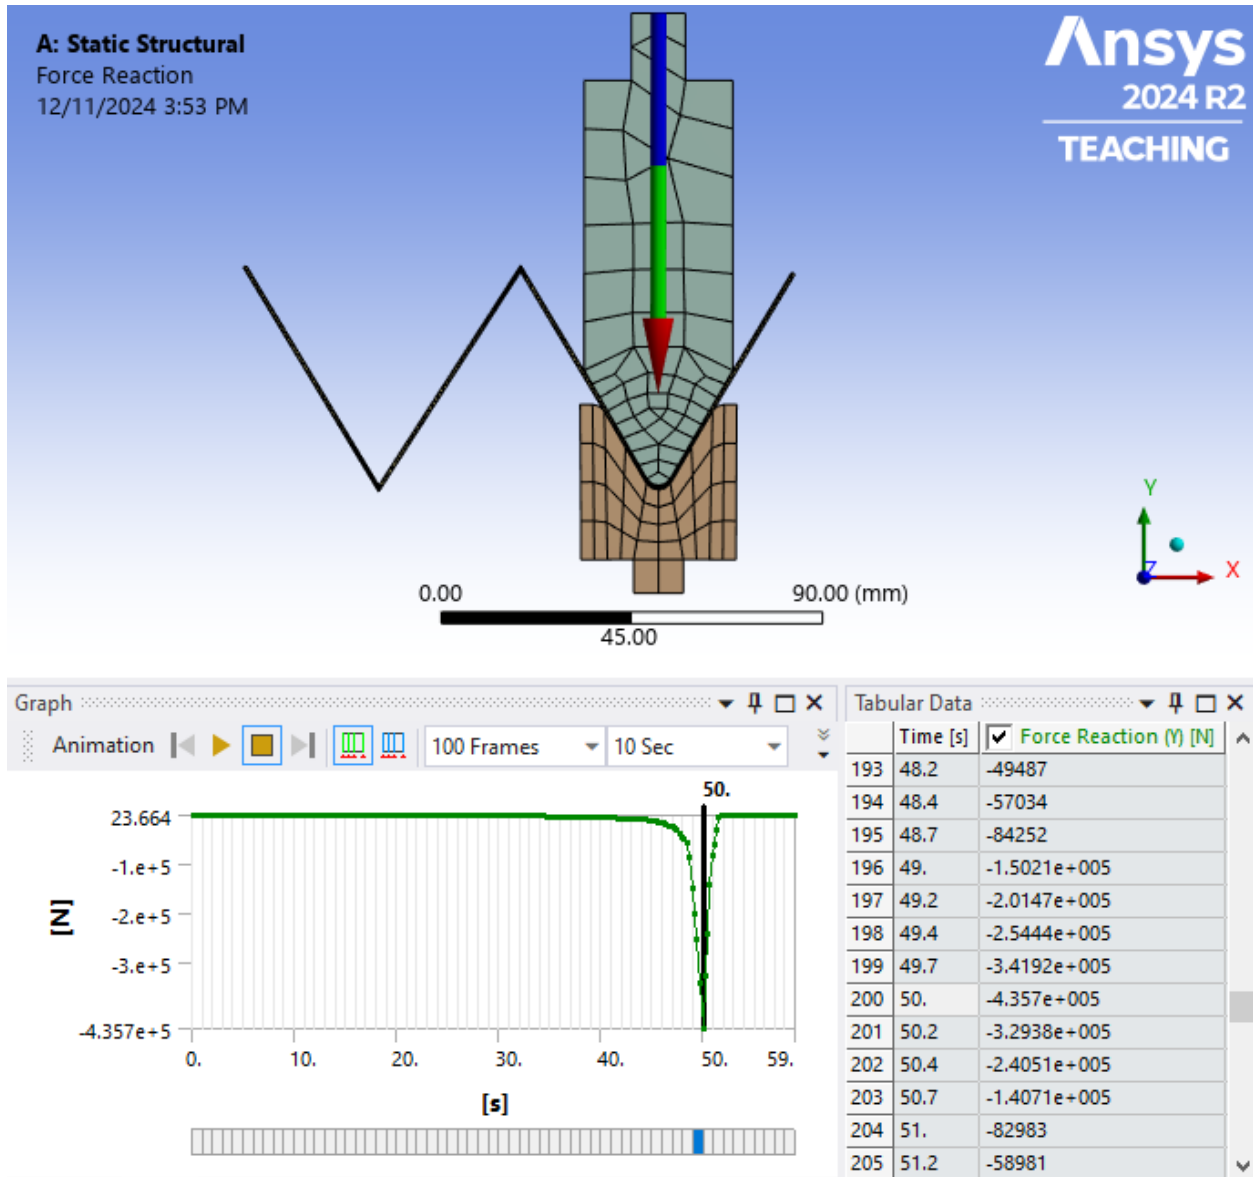 A: Static Structural
Force Reaction
12/11/2024 3:53 PM
Ansys
2024 R2
TEACHING
Y
Z
X
0.00
90.00 (mm)
45.00
Graph
Animation
100 Frames
10 Sec
50.
23.664
-1.e+5
-2.e+5
-3.e+5
-4.357e+5
[N]
0.
10.
20.
30.
40.
50.
59.
[s]
Tabular Data
Time [s] Force Reaction (Y) [N]
193 48.2 -49487
194 48.4 -57034
195 48.7 -84252
196 49. -1.5021e+005
197 49.2 -2.0147e+005
198 49.4 -2.5444e+005
199 49.7 -3.4192e+005
200 50. -4.357e+005
201 50.2 -3.2938e+005
202 50.4 -2.4051e+005
203 50.7 -1.4071e+005
204 51. -82983
205 51.2 -58981